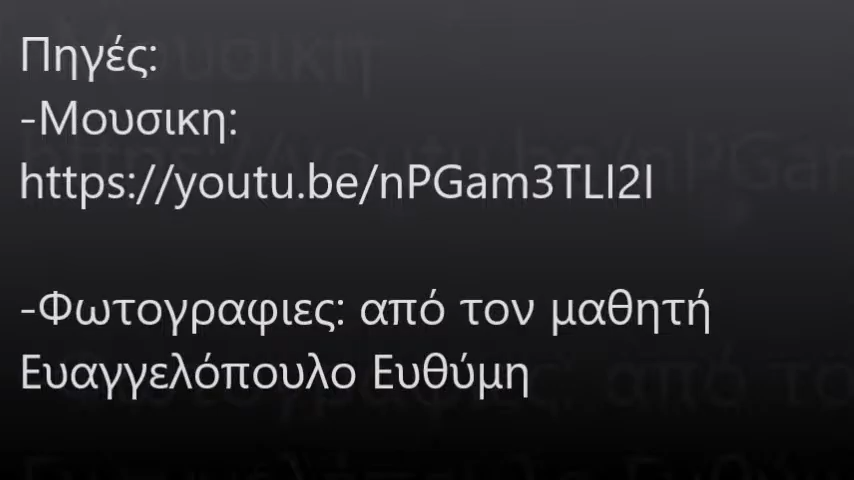 Πηγές:
-Μουσικη:
https://youtu.be/nPGam3TLI2I
-Φωτογραφιες: από τον μαθητή
Ευαγγελόπουλο Ευθύμη